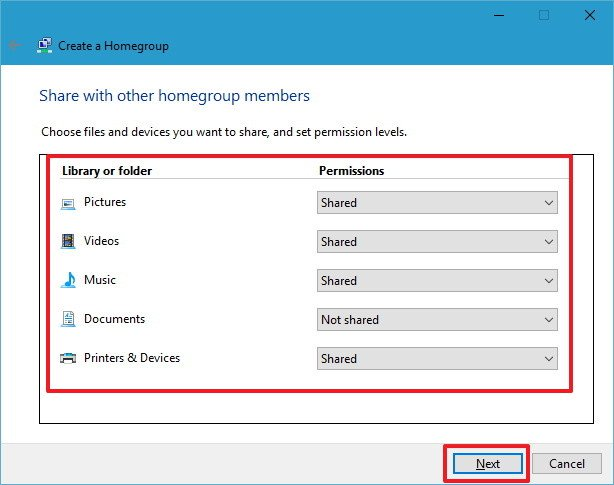 Create a Homegroup
Share with other homegroup members
Choose files and devices you want to share, and set permission levels.
Library or folder Permissions
Pictures Shared
Videos Shared
Music Shared
Documents Not shared
Printers & Devices Shared
Next Cancel